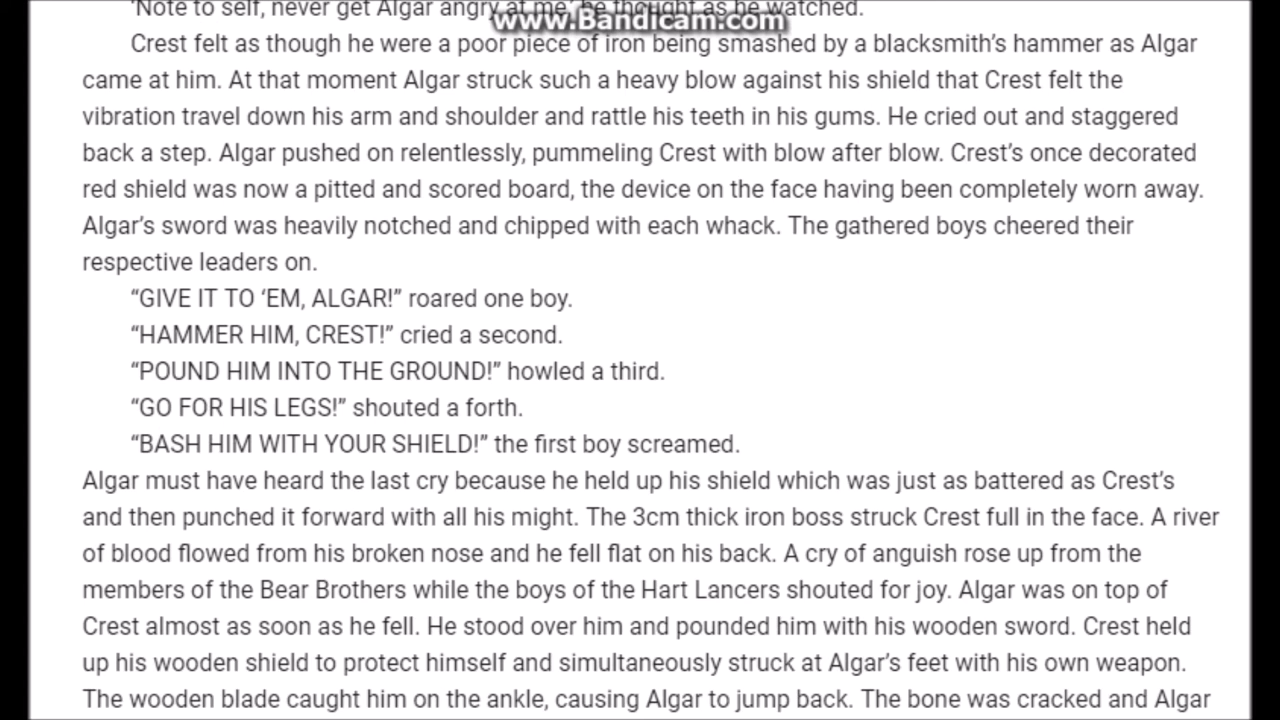 'Note to self, never get Algar angry at me' he thought as he watched.
www.Bandicam.com
Crest felt as though he were a poor piece of iron being smashed by a blacksmith's hammer as Algar
came at him. At that moment Algar struck such a heavy blow against his shield that Crest felt the
vibration travel down his arm and shoulder and rattle his teeth in his gums. He cried out and staggered
back a step. Algar pushed on relentlessly, pummeling Crest with blow after blow. Crest's once decorated
red shield was now a pitted and scored board, the device on the face having been completely worn away.
Algar's sword was heavily notched and chipped with each whack. The gathered boys cheered their
respective leaders on.
“GIVE IT TO ‘EM, ALGAR!” roared one boy.
“HAMMER HIM, CREST!” cried a second.
“POUND HIM INTO THE GROUND!” howled a third.
“GO FOR HIS LEGS!” shouted a forth.
“BASH HIM WITH YOUR SHIELD!” the first boy screamed.
Algar must have heard the last cry because he held up his shield which was just as battered as Crest’s
and then punched it forward with all his might. The 3cm thick iron boss struck Crest full in the face. A river
of blood flowed from his broken nose and he fell flat on his back. A cry of anguish rose up from the
members of the Bear Brothers while the boys of the Hart Lancers shouted for joy. Algar was on top of
Crest almost as soon as he fell. He stood over him and pounded him with his wooden sword. Crest held
up his wooden shield to protect himself and simultaneously struck at Algar’s feet with his own weapon.
The wooden blade caught him on the ankle, causing Algar to jump back. The bone was cracked and Algar